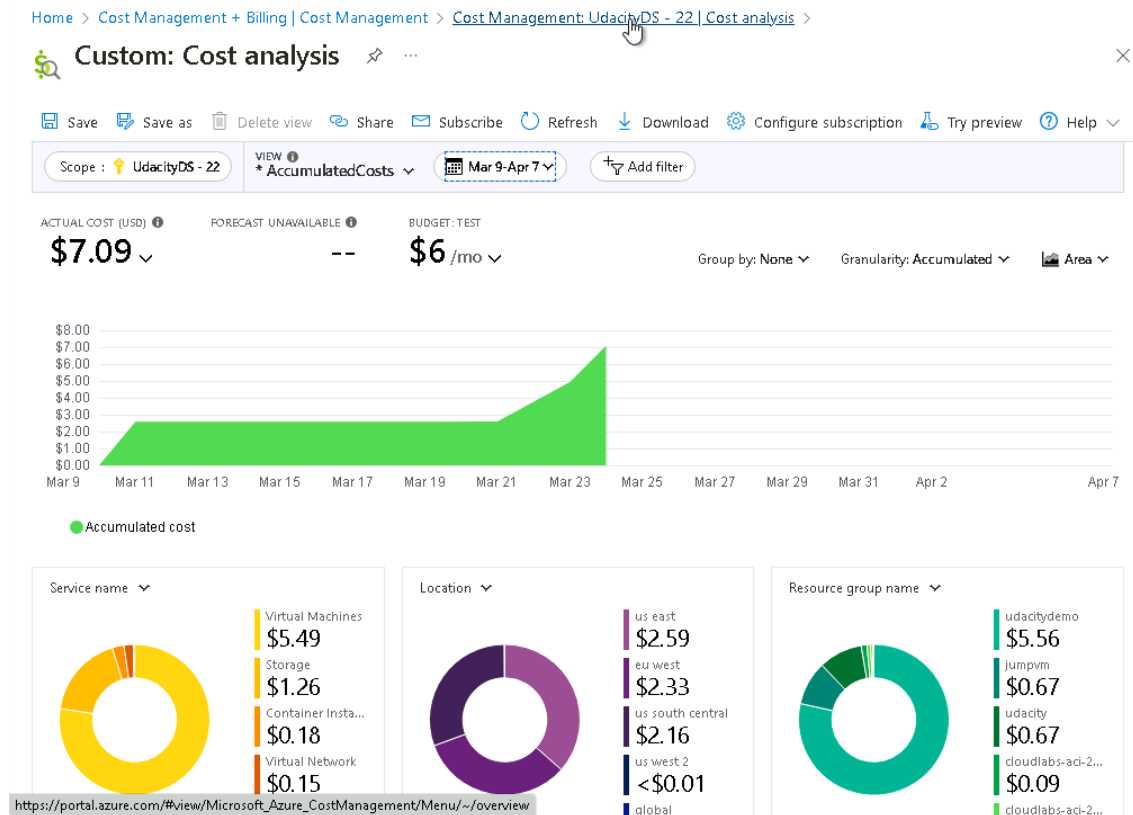 Home > Cost Management + Billing | Cost Management > Cost Management: UdacityDS - 22 | Cost analysis >
Custom: Cost analysis ...
Save Save as Delete view Share Subscribe Refresh Download Configure subscription Try preview Help
Scope : UdacityDS - 22 VIEW * AccumulatedCosts Mar 9-Apr 7 Add filter
ACTUAL COST (USD) FORECAST UNAVAILABLE BUDGET: TEST
$7.09 -- $6 /mo
Group by: None Granularity: Accumulated Area
$8.00
$7.00
$6.00
$5.00
$4.00
$3.00
$2.00
$1.00
$0.00
Mar 9 Mar 11 Mar 13 Mar 15 Mar 17 Mar 19 Mar 21 Mar 23 Mar 25 Mar 27 Mar 29 Mar 31 Apr 2 Apr 7
Accumulated cost
Service name
Virtual Machines
$5.49
Storage
$1.26
Container Insta...
$0.18
Virtual Network
$0.15
Location
us east
$2.59
eu west
$2.33
us south central
$2.16
us west 2
<$0.01
global
Resource group name
udacitydemo
$5.56
jumpvm
$0.67
udacity
$0.67
cloudlabs-aci-2...
$0.09
cloudlabs-aci-2...
https://portal.azure.com/#view/Microsoft_Azure_CostManagement/Menu/~/overview